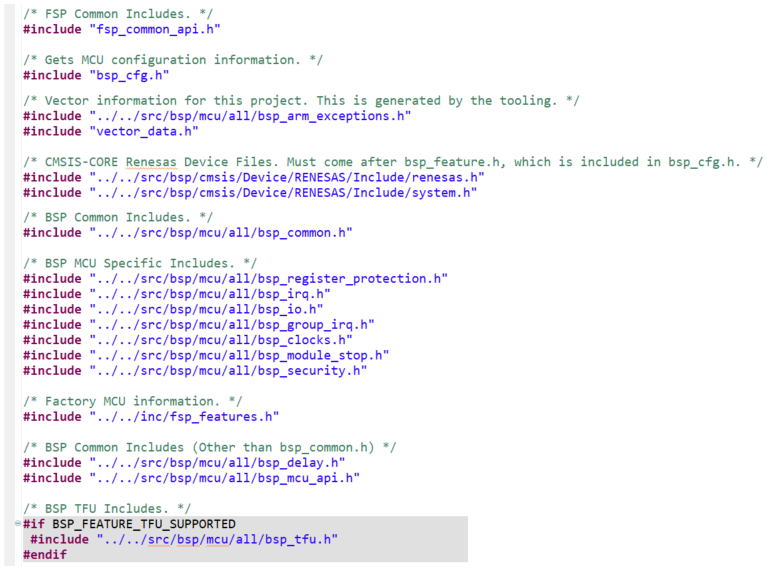 /* FSP Common Includes. */
#include "fsp_common_api.h"
/* Gets MCU configuration information. */
#include "bsp_cfg.h"
/* Vector information for this project. This is generated by the tooling. */
#include "../../src/bsp/mcu/all/bsp_arm_exceptions.h"
#include "vector_data.h"
/* CMSIS-CORE Renesas Device Files. Must come after bsp_feature.h, which is included in bsp_cfg.h. */
#include "../../src/bsp/cmsis/Device/RENESAS/Include/renesas.h"
#include "../../src/bsp/cmsis/Device/RENESAS/Include/system.h"
/* BSP Common Includes. */
#include "../../src/bsp/mcu/all/bsp_common.h"
/* BSP MCU Specific Includes. */
#include "../../src/bsp/mcu/all/bsp_register_protection.h"
#include "../../src/bsp/mcu/all/bsp_irq.h"
#include "../../src/bsp/mcu/all/bsp_io.h"
#include "../../src/bsp/mcu/all/bsp_group_irq.h"
#include "../../src/bsp/mcu/all/bsp_clocks.h"
#include "../../src/bsp/mcu/all/bsp_module_stop.h"
#include "../../src/bsp/mcu/all/bsp_security.h"
/* Factory MCU information. */
#include "../../inc/fsp_features.h"
/* BSP Common Includes (Other than bsp_common.h) */
#include "../../src/bsp/mcu/all/bsp_delay.h"
#include "../../src/bsp/mcu/all/bsp_mcu_api.h"
/* BSP TFU Includes. */
#if BSP_FEATURE_TFU_SUPPORTED
#include "../../src/bsp/mcu/all/bsp_tfu.h"
#endif